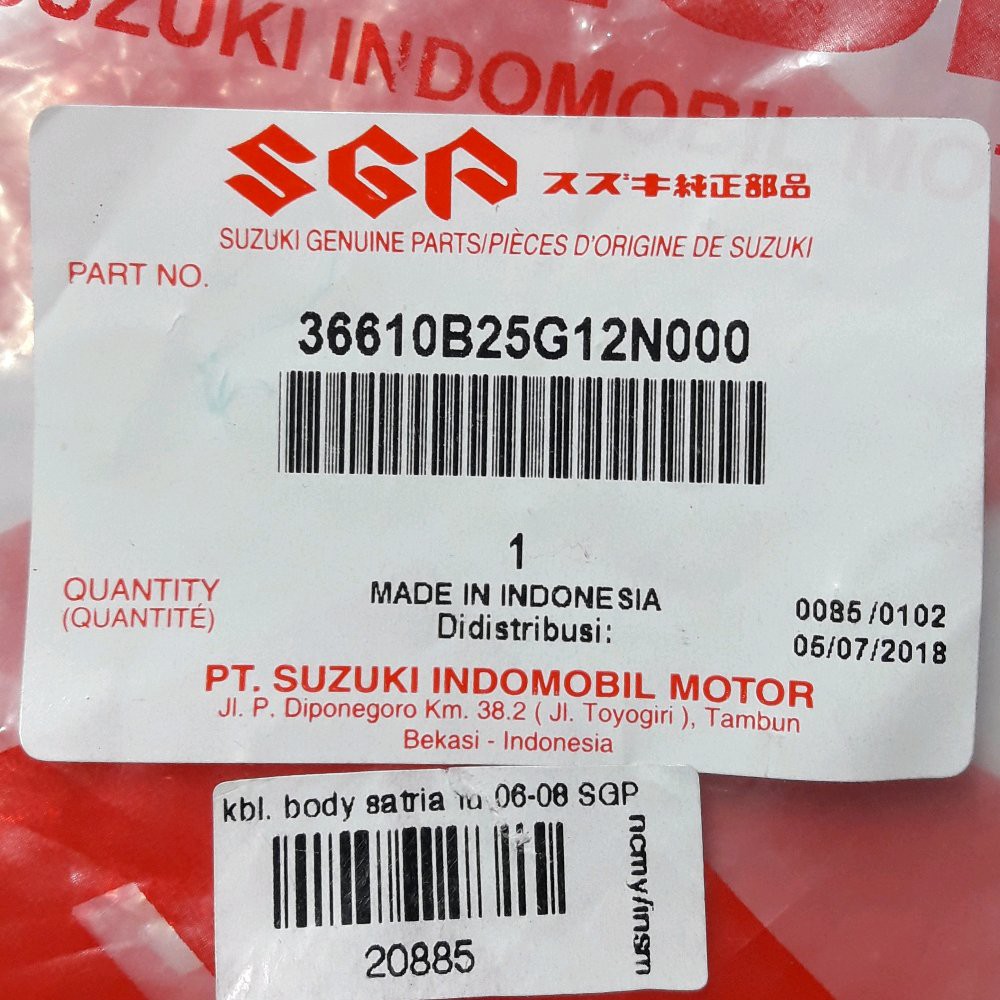 SUZUKI INDOMOBIL MOT
SGP スズキ純正部品
SUZUKI GENUINE PARTS/PIÈCES D'ORIGINE DE SUZUKI
PART NO.
36610B25G12N000
1
QUANTITY
(QUANTITÉ)
MADE IN INDONESIA
Didistribusi:
0085/0102
05/07/2018
PT. SUZUKI INDOMOBIL MOTOR
Jl. P. Diponegoro Km. 38.2 ( Jl. Toyogiri ), Tambun
Bekasi - Indonesia
kbl. body satria fu 06-08 SGP
20885